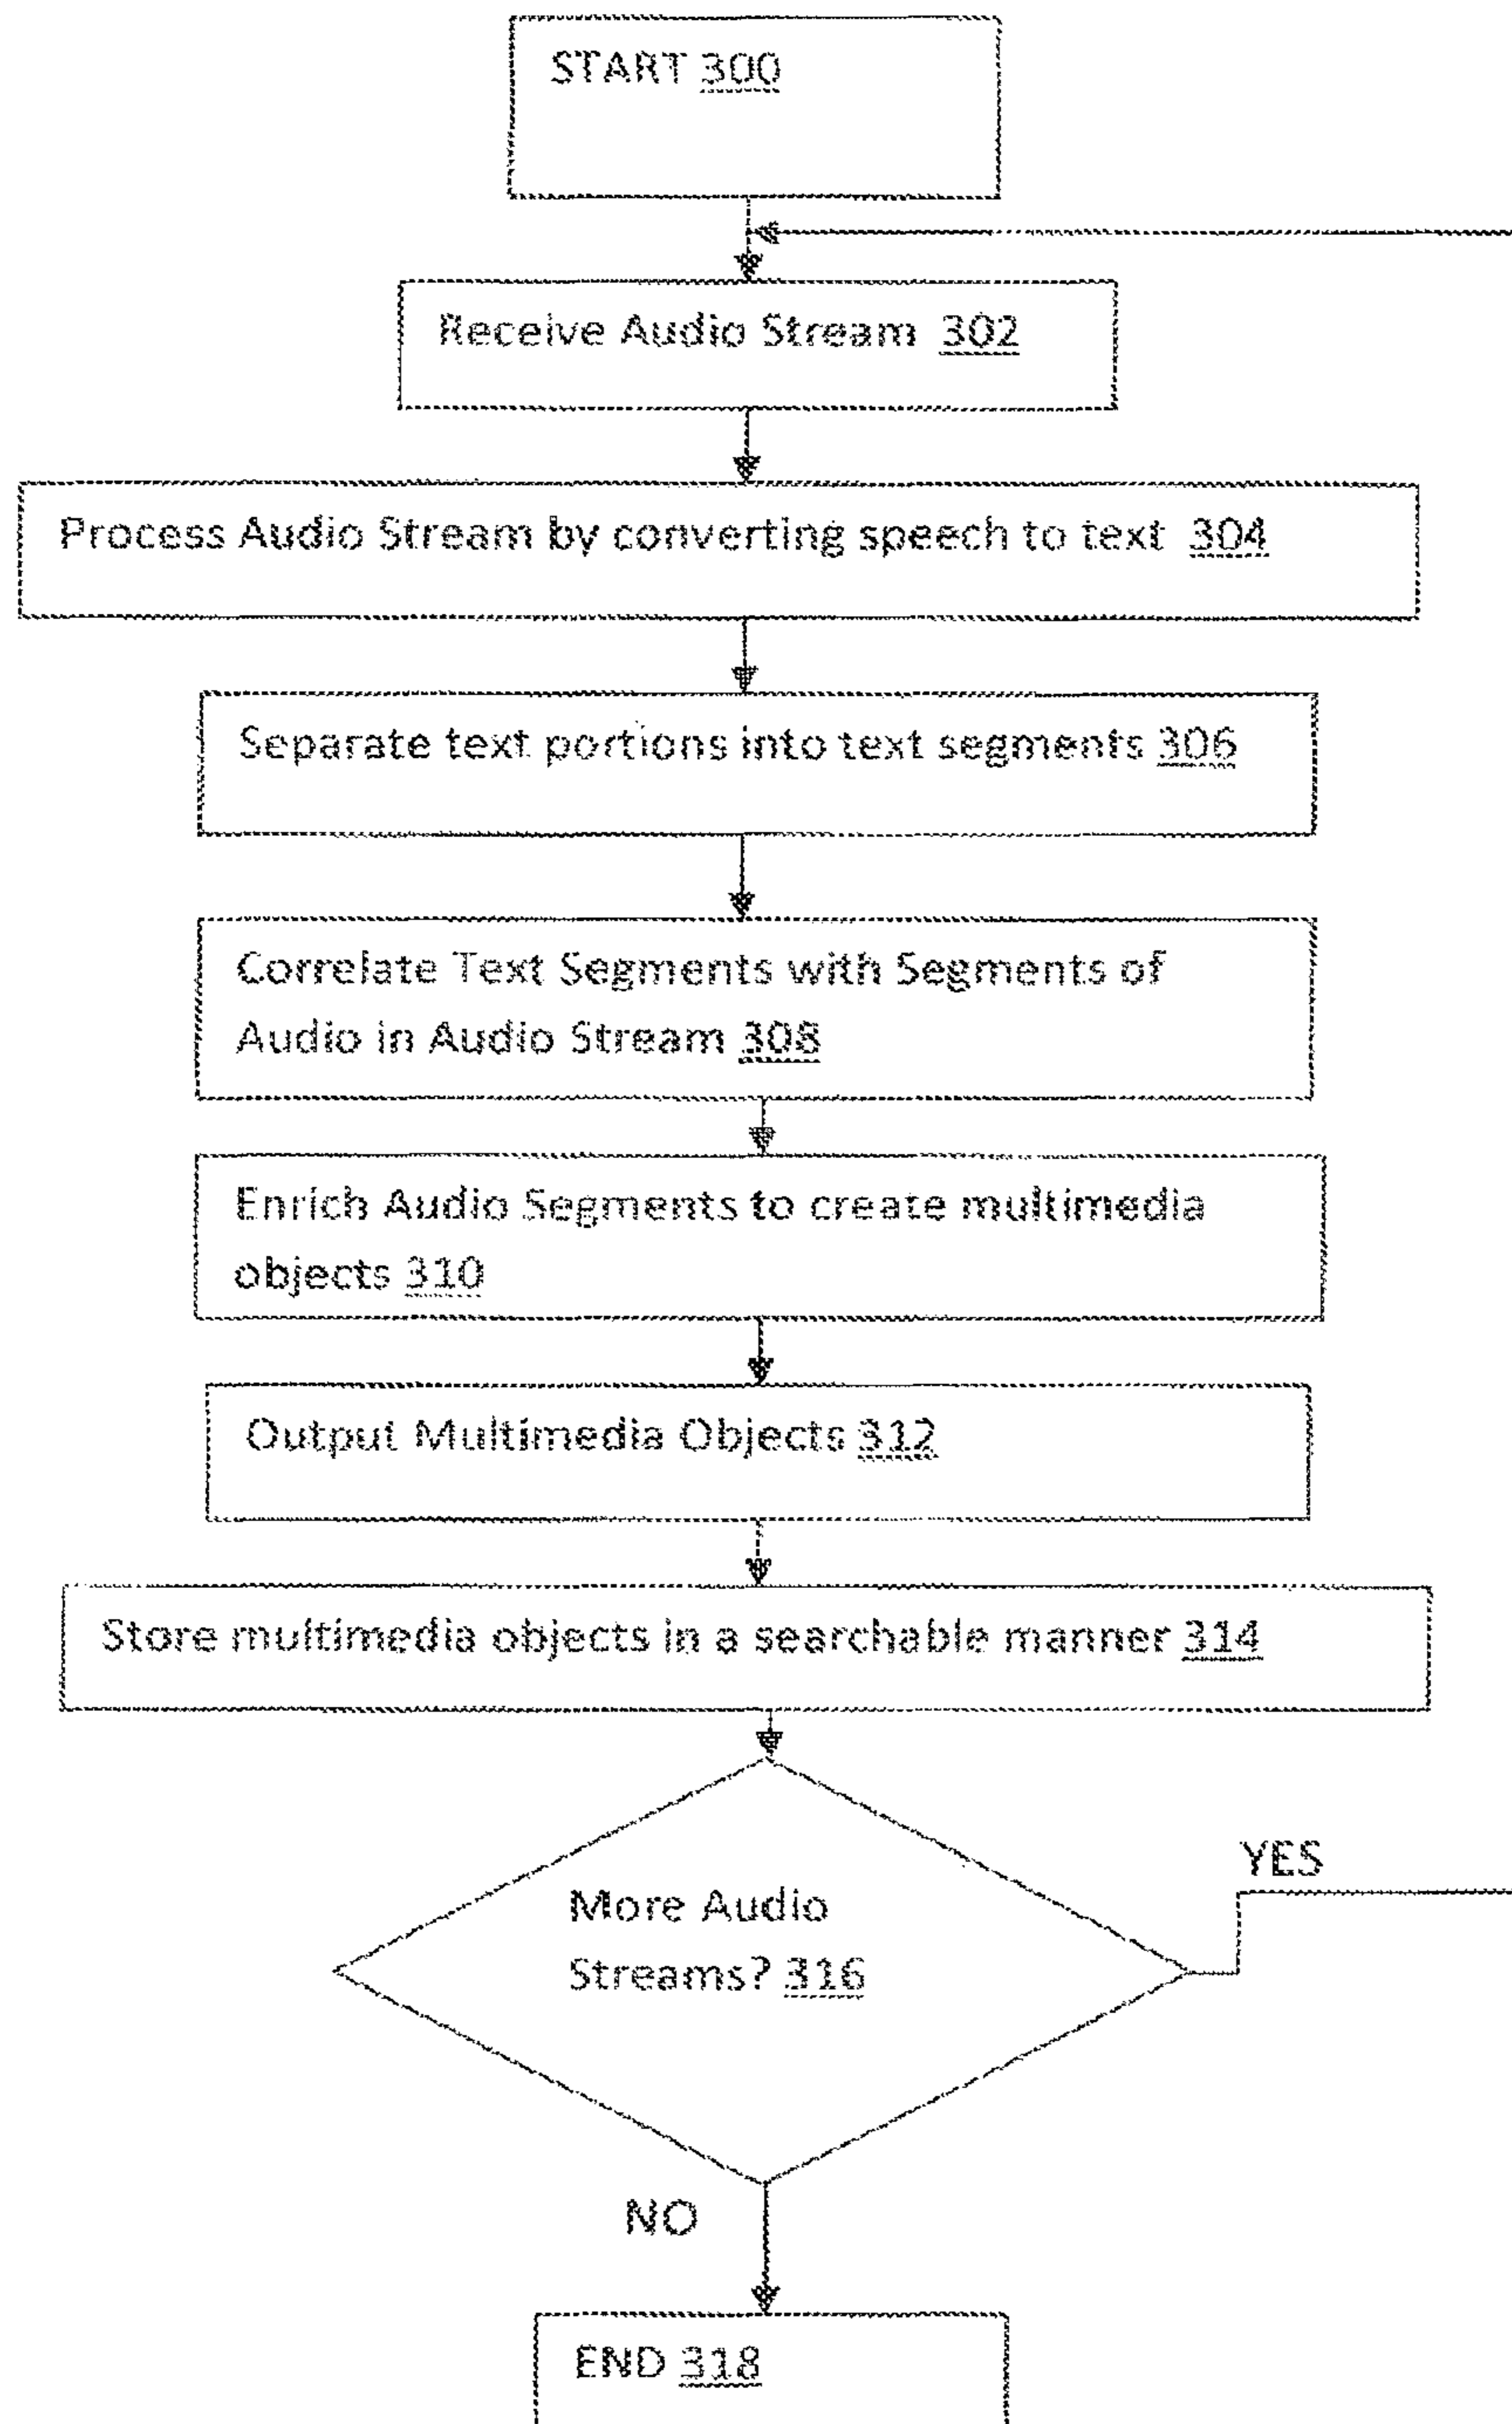 START 300
Receive Audio Stream 302
Process Audio Stream by converting speech to text 304
Separate text portions into text segments 306
Correlate Text Segments with Segments of
Audio in Audio Stream 308
Enrich Audio Segments to create multimedia
objects 310
Output Multimedia Objects 312
Store multimedia objects in a searchable manner 314
YES
More Audio
Streams? 316
NO
END 318